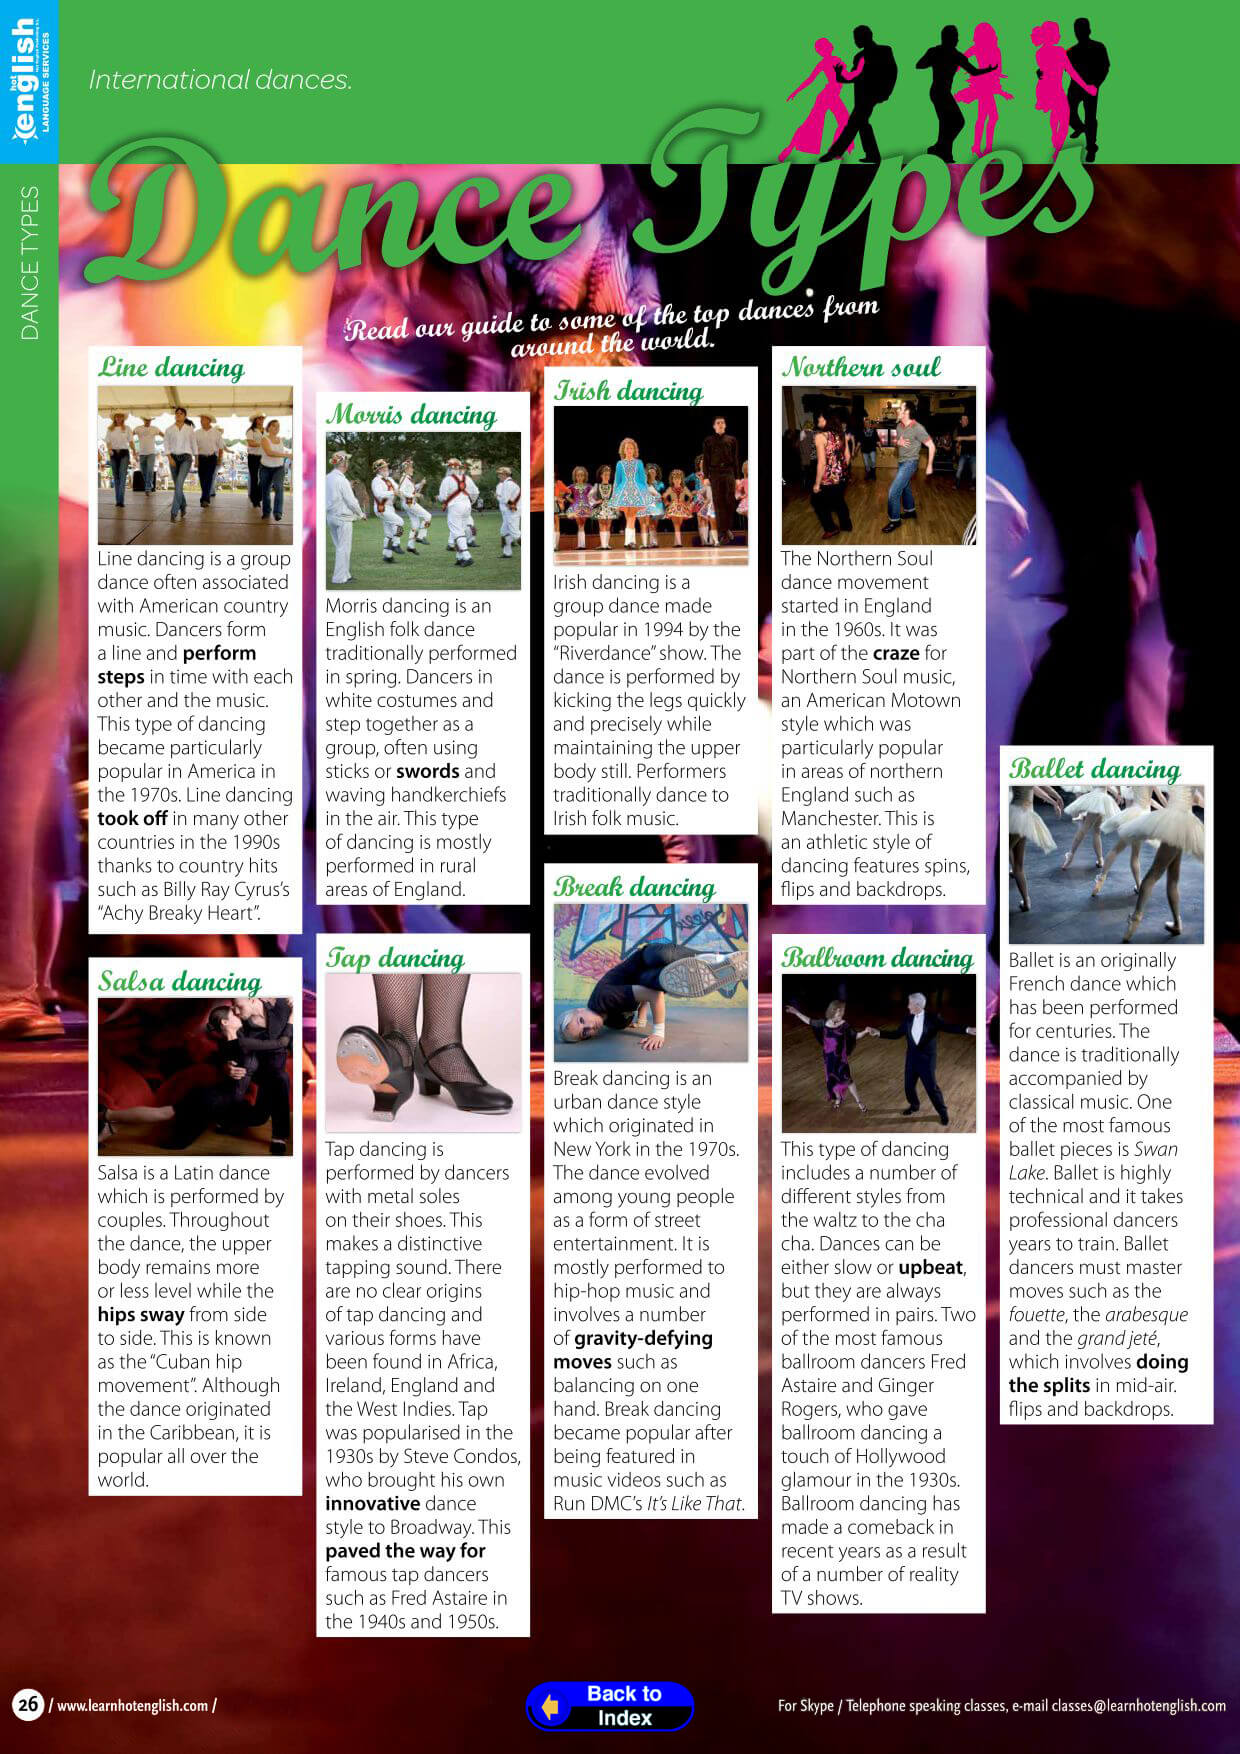 hot
english
LANGUAGE SERVICES
DANCE TYPES
International dances.
Dance Types
Read our guide to some of the top dances from
around the world.
Line dancing
Line dancing is a group
dance often associated
with American country
music. Dancers form
a line and perform
steps in time with each
other and the music.
This type of dancing
became particularly
popular in America in
the 1970s. Line dancing
took off in many other
countries in the 1990s
thanks to country hits
such as Billy Ray Cyrus’s
“Achy Breaky Heart”.
Salsa dancing
Salsa is a Latin dance
which is performed by
couples. Throughout
the dance, the upper
body remains more
or less level while the
hips sway from side
to side. This is known
as the “Cuban hip
movement”. Although
the dance originated
in the Caribbean, it is
popular all over the
world.
Morris dancing
Morris dancing is an
English folk dance
traditionally performed
in spring. Dancers in
white costumes and
step together as a
group, often using
sticks or swords and
waving handkerchiefs
in the air. This type
of dancing is mostly
performed in rural
areas of England.
Tap dancing
Tap dancing is
performed by dancers
with metal soles
on their shoes. This
makes a distinctive
tapping sound. There
are no clear origins
of tap dancing and
various forms have
been found in Africa,
Ireland, England and
the West Indies. Tap
was popularised in the
1930s by Steve Condos,
who brought his own
innovative dance
style to Broadway. This
paved the way for
famous tap dancers
such as Fred Astaire in
the 1940s and 1950s.
Irish dancing
Irish dancing is a
group dance made
popular in 1994 by the
“Riverdance” show. The
dance is performed by
kicking the legs quickly
and precisely while
maintaining the upper
body still. Performers
traditionally dance to
Irish folk music.
Break dancing
Break dancing is an
urban dance style
which originated in
New York in the 1970s.
The dance evolved
among young people
as a form of street
entertainment. It is
mostly performed to
hip-hop music and
involves a number
of gravity-defying
moves such as
balancing on one
hand. Break dancing
became popular after
being featured in
music videos such as
Run DMC’s It’s Like That.
Northern soul
The Northern Soul
dance movement
started in England
in the 1960s. It was
part of the craze for
Northern Soul music,
an American Motown
style which was
particularly popular
in areas of northern
England such as
Manchester. This is
an athletic style of
dancing features spins,
flips and backdrops.
Ballroom dancing
This type of dancing
includes a number of
different styles from
the waltz to the cha
cha. Dances can be
either slow or upbeat,
but they are always
performed in pairs. Two
of the most famous
ballroom dancers Fred
Astaire and Ginger
Rogers, who gave
ballroom dancing a
touch of Hollywood
glamour in the 1930s.
Ballroom dancing has
made a comeback in
recent years as a result
of a number of reality
TV shows.
Ballet dancing
Ballet is an originally
French dance which
has been performed
for centuries. The
dance is traditionally
accompanied by
classical music. One
of the most famous
ballet pieces is Swan
Lake. Ballet is highly
technical and it takes
professional dancers
years to train. Ballet
dancers must master
moves such as the
fouette, the arabesque
and the grand jeté,
which involves doing
the splits in mid-air.
flips and backdrops.
26 / www.learnhotenglish.com /
Back to
Index
For Skype / Telephone speaking classes, e-mail classes@learnhotenglish.com